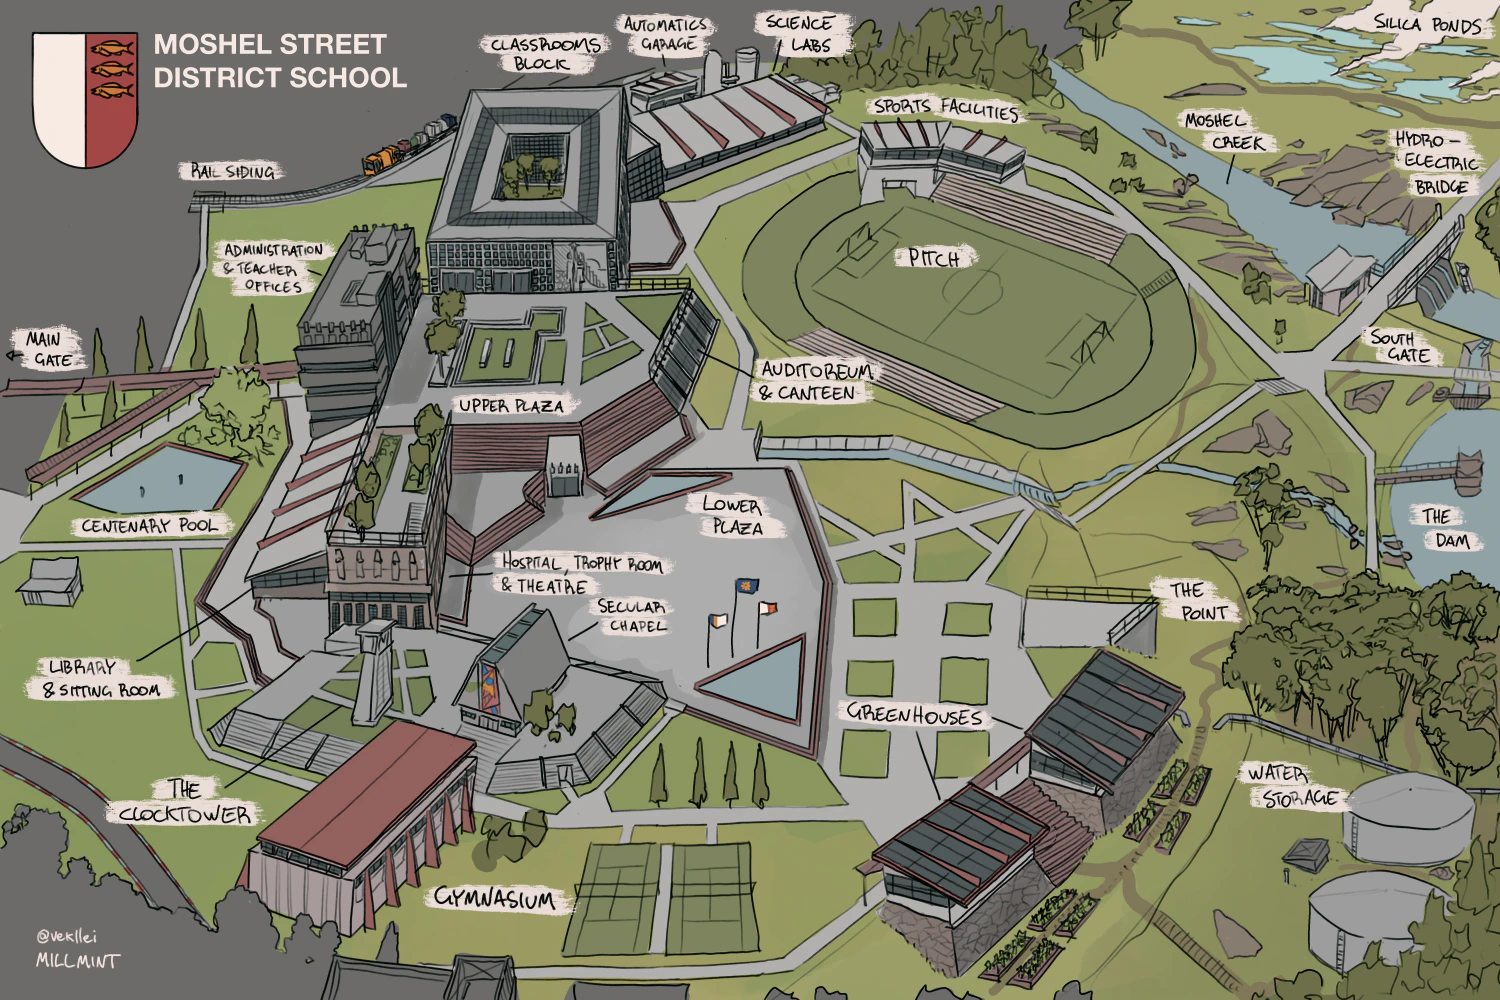 MOSHEL STREET
DISTRICT SCHOOL
CLASSROOMS
BLOCK
AUTOMATICS
GARAGE
SCIENCE
LABS
SILICA PONDS
SPORTS FACILITIES
MOSHEL
CREEK
HYDRO-
ELECTRIC
BRIDGE
RAIL SIDING
ADMINISTRATION
& TEACHER
OFFICES
PITCH
MAIN
GATE
SOUTH
GATE
AUDITOREUM
& CANTEEN
UPPER PLAZA
CENTENARY POOL
LOWER
PLAZA
THE
DAM
HOSPITAL, TROPHY ROOM
& THEATRE
SECULAR
CHAPEL
THE
POINT
LIBRARY
& SITTING ROOM
GREENHOUSES
THE
CLOCKTOWER
WATER
STORAGE
GYMNASIUM
@vekllei
MILLMINT